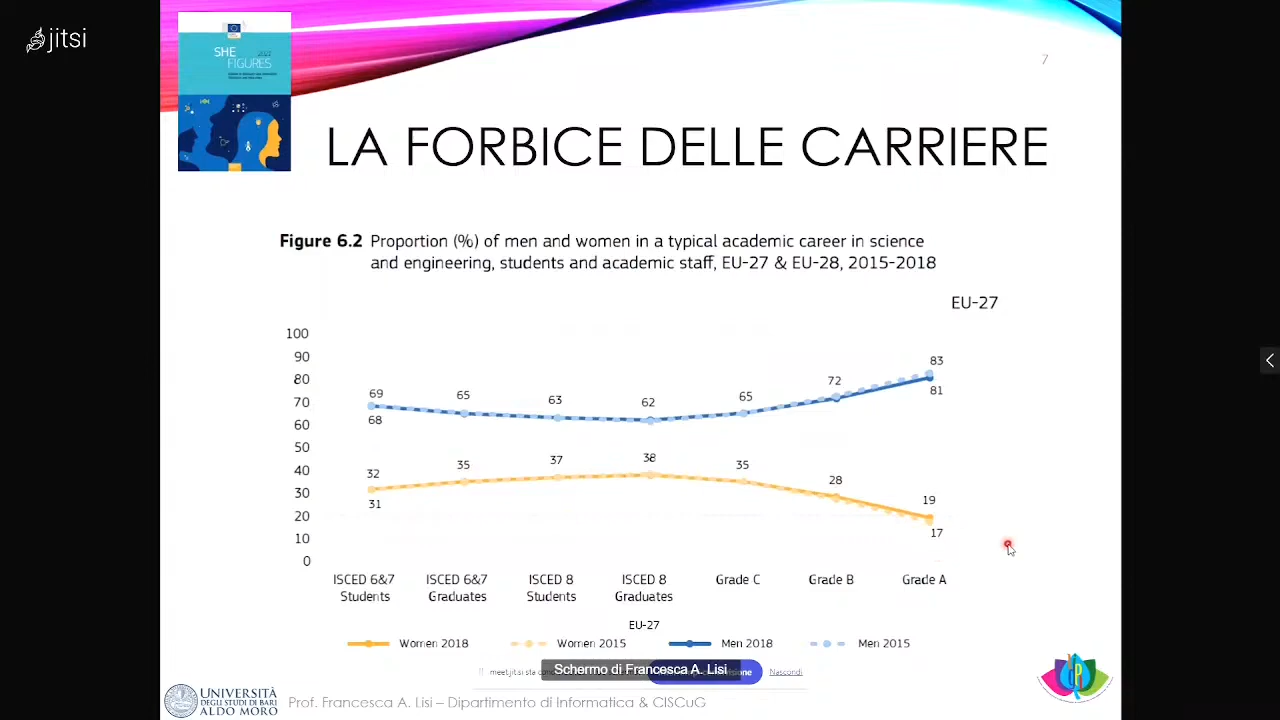 jitsi
SHE
FIGURES
7
LA FORBICE DELLE CARRIERE
Figure 6.2 Proportion (%) of men and women in a typical academic career in science
and engineering, students and academic staff, EU-27 & EU-28, 2015-2018
EU-27
100
90
80
70
60
50
40
30
20
10
0
69 65 63 62 65 72 83
68 81
32 35 37 38 35 28 19
31 17
ISCED 6&7 Students
ISCED 6&7 Graduates
ISCED 8 Students
ISCED 8 Graduates
Grade C
Grade B
Grade A
EU-27
Women 2018 Women 2015 Men 2018 Men 2015
meet.jit.si sta
Schermo di Francesca A. Lisi
Nascondi
UNIVERSITÀ
DEGLI STUDI DI BARI
ALDO MORO
Prof. Francesca A. Lisi – Dipartimento di Informatica & CISCuG